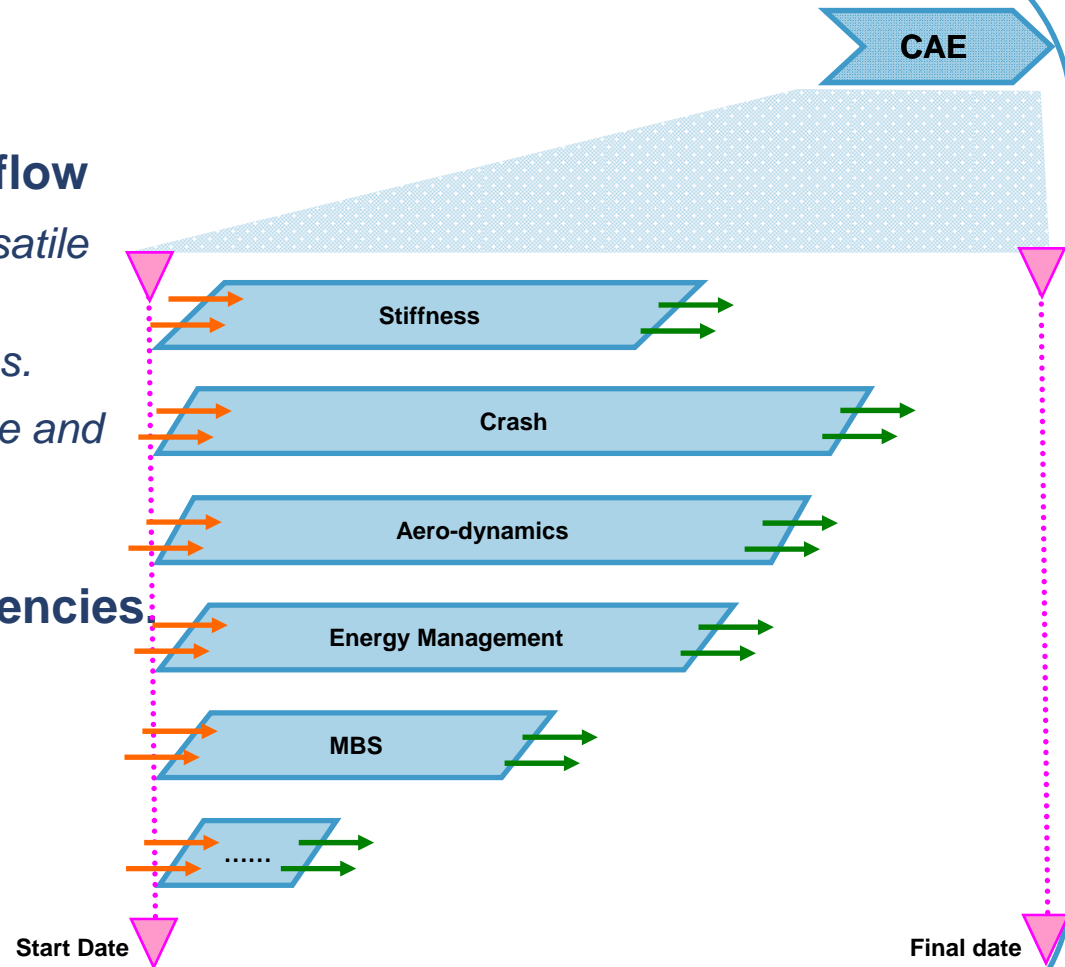 CAE
flow
satile
Stiffness
s.
Crash
e and
Aero-dynamics
encies.
Energy Management
MBS
......
Start Date
Final date